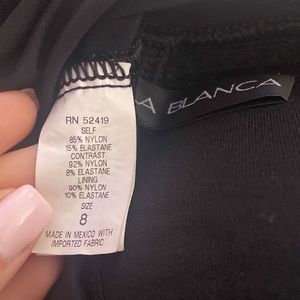 A BLANCA
RN 52419
SELF
85% NYLON
15% ELASTANE
CONTRAST
92% NYLON
8% ELASTANE
LINING
90% NYLON
10% ELASTANE
SIZE
8
MADE IN MEXICO WITH
IMPORTED FABRIC